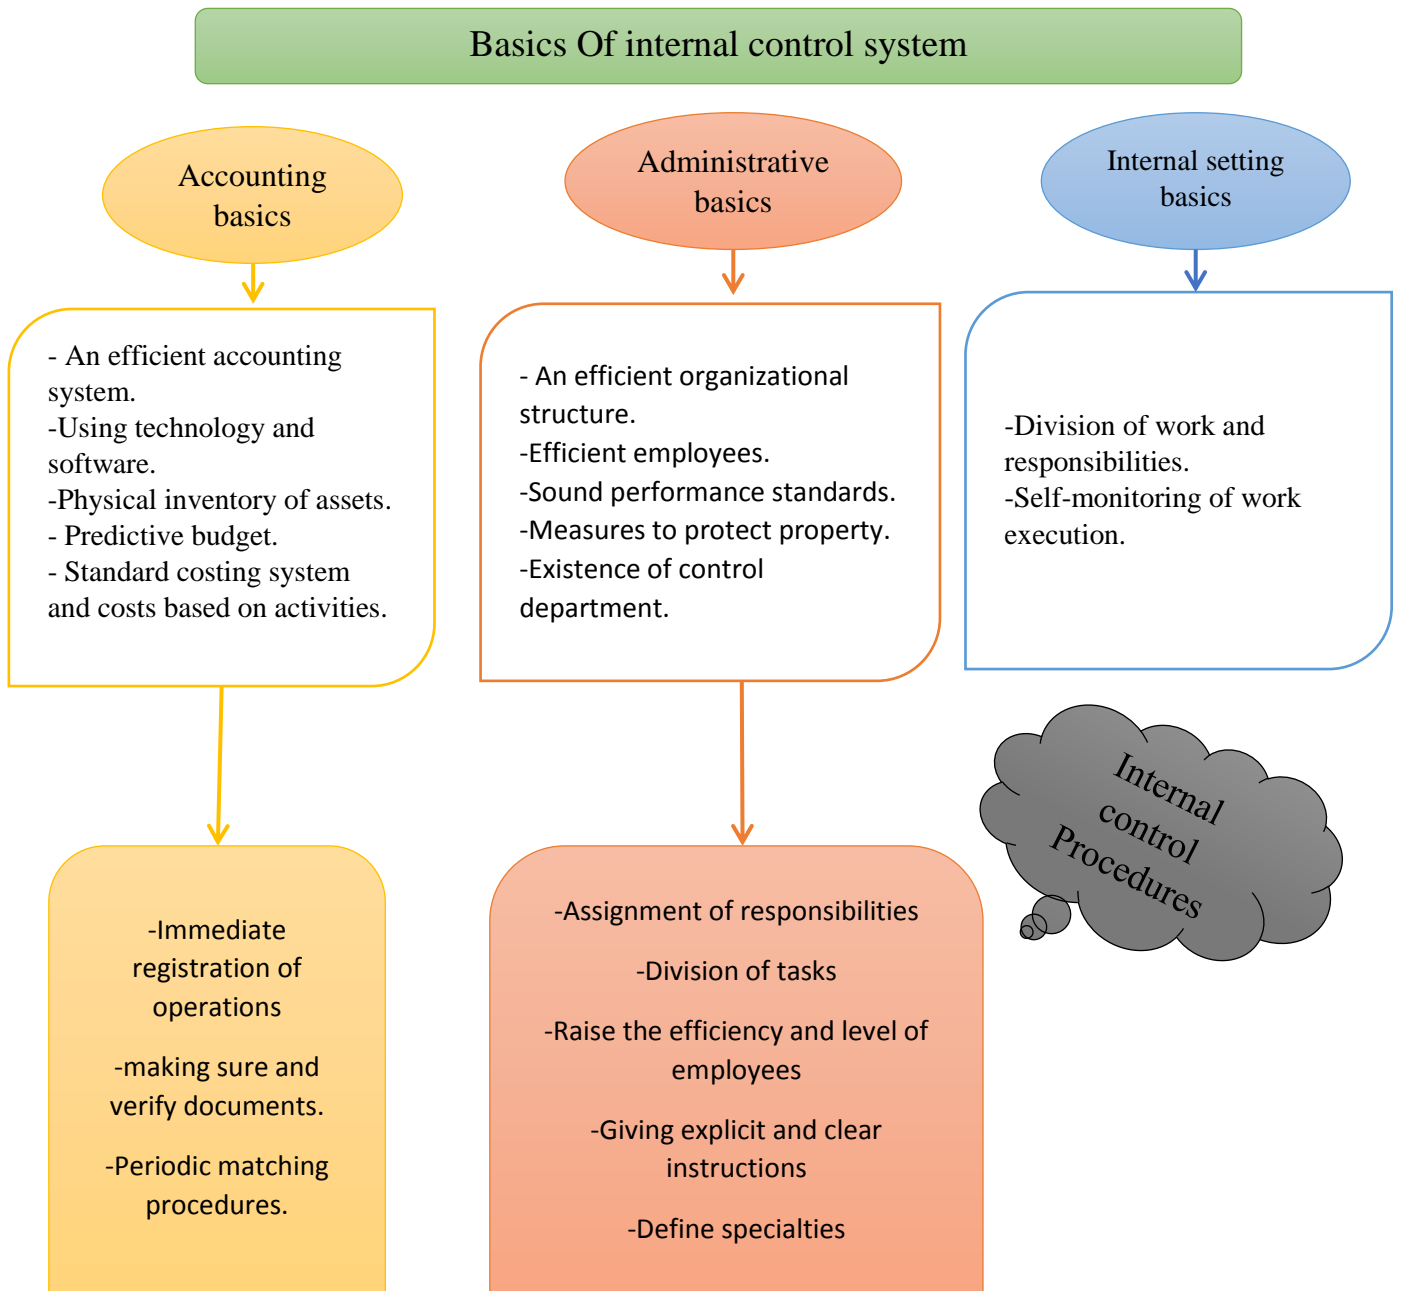 Basics Of internal control system
Accounting
basics
Administrative
basics
Internal setting
basics
- An efficient accounting
system.
-Using technology and
software.
-Physical inventory of assets.
- Predictive budget.
- Standard costing system
and costs based on activities.
- An efficient organizational
structure.
-Efficient employees.
-Sound performance standards.
-Measures to protect property.
-Existence of control
department.
-Division of work and
responsibilities.
-Self-monitoring of work
execution.
Internal
control
Procedures
-Immediate
registration of
operations
-making sure and
verify documents.
-Periodic matching
procedures.
-Assignment of responsibilities
-Division of tasks
-Raise the efficiency and level of
employees
-Giving explicit and clear
instructions
-Define specialties